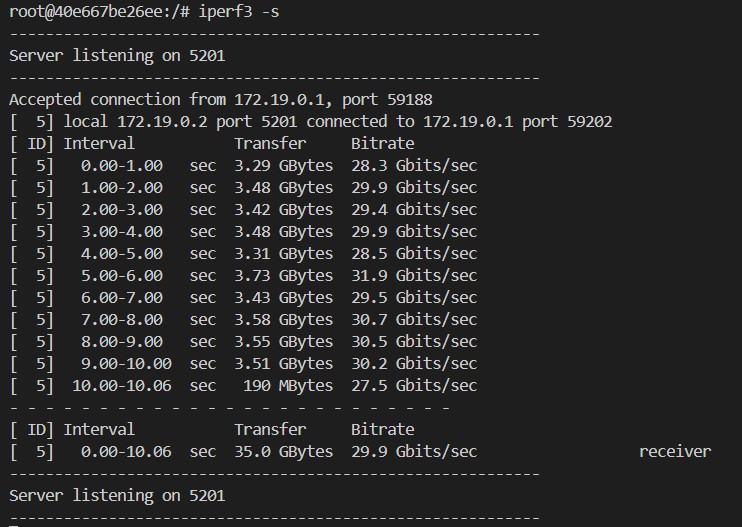 root@40e667be26ee:/# iperf3 -s
-----------------------------------------------------------
Server listening on 5201
-----------------------------------------------------------
Accepted connection from 172.19.0.1, port 59188
[  5] local 172.19.0.2 port 5201 connected to 172.19.0.1 port 59202
[ ID] Interval           Transfer     Bitrate
[  5]   0.00-1.00   sec  3.29 GBytes  28.3 Gbits/sec
[  5]   1.00-2.00   sec  3.48 GBytes  29.9 Gbits/sec
[  5]   2.00-3.00   sec  3.42 GBytes  29.4 Gbits/sec
[  5]   3.00-4.00   sec  3.48 GBytes  29.9 Gbits/sec
[  5]   4.00-5.00   sec  3.31 GBytes  28.5 Gbits/sec
[  5]   5.00-6.00   sec  3.73 GBytes  31.9 Gbits/sec
[  5]   6.00-7.00   sec  3.43 GBytes  29.5 Gbits/sec
[  5]   7.00-8.00   sec  3.58 GBytes  30.7 Gbits/sec
[  5]   8.00-9.00   sec  3.55 GBytes  30.5 Gbits/sec
[  5]   9.00-10.00  sec  3.51 GBytes  30.2 Gbits/sec
[  5]  10.00-10.06  sec   190 MBytes  27.5 Gbits/sec
- - - - - - - - - - - - - - - - - - - - - - - - -
[ ID] Interval           Transfer     Bitrate
[  5]   0.00-10.06  sec  35.0 GBytes  29.9 Gbits/sec                  receiver
-----------------------------------------------------------
Server listening on 5201
-----------------------------------------------------------